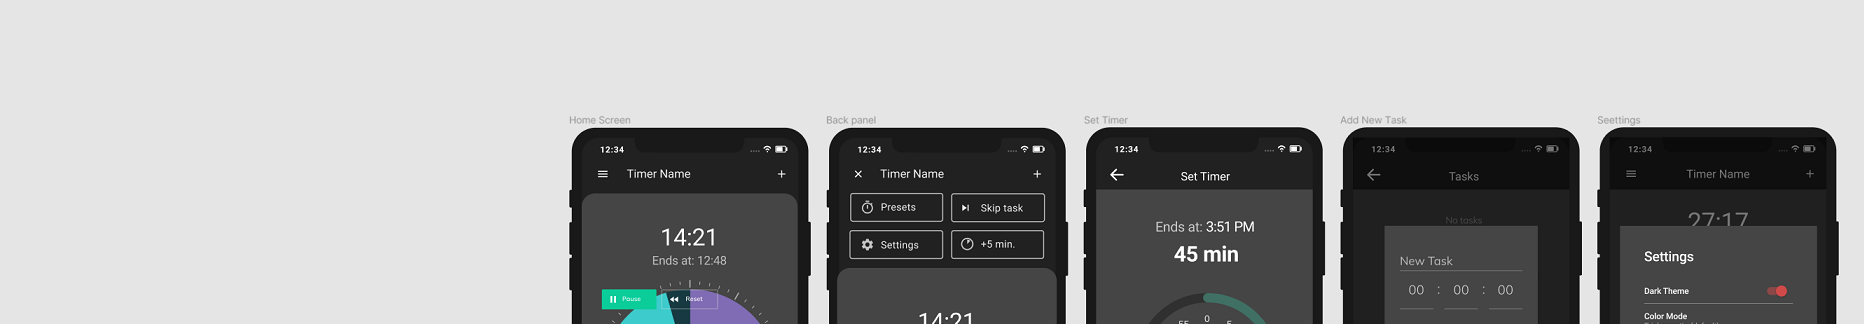 Home Screen
12:34
Timer Name
14:21
Ends at: 12:48
Pause
Reset
Back panel
12:34
Timer Name
Presets
Skip task
Settings
+5 min.
14:21
Set Timer
12:34
Set Timer
Ends at: 3:51 PM
45 min
55 0 5
Add New Task
12:34
Tasks
No tasks
New Task
00 : 00 : 00
Seettings
12:34
Timer Name
27:17
Settings
Dark Theme
Color Mode